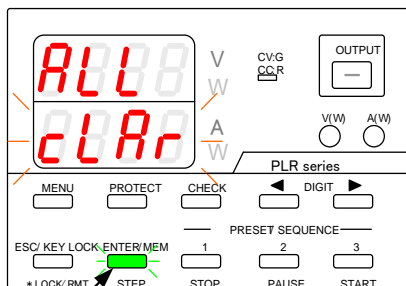 ALL V
W
CV:G
CC:R
OUTPUT
cLAr A
W
V(W) A(W)
PLR series
MENU PROTECT CHECK ◀ DIGIT ▶
PRESET/ SEQUENCE
ESC/ KEY LOCK ENTER/MEM 1 2 3
*LOCK/RMT STEP STOP PAUSE START